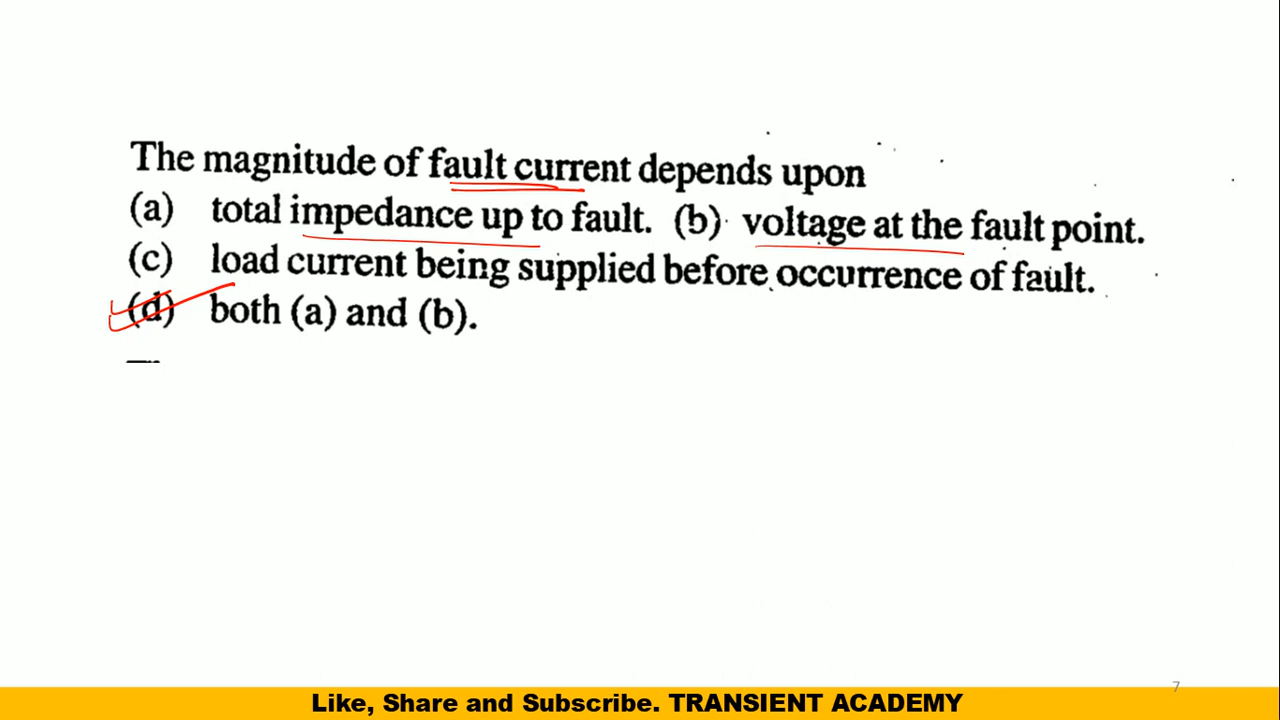 The magnitude of fault current depends upon
(a) total impedance up to fault. (b) voltage at the fault point.
(c) load current being supplied before occurrence of fault.
(d) both (a) and (b).
7
Like, Share and Subscribe. TRANSIENT ACADEMY